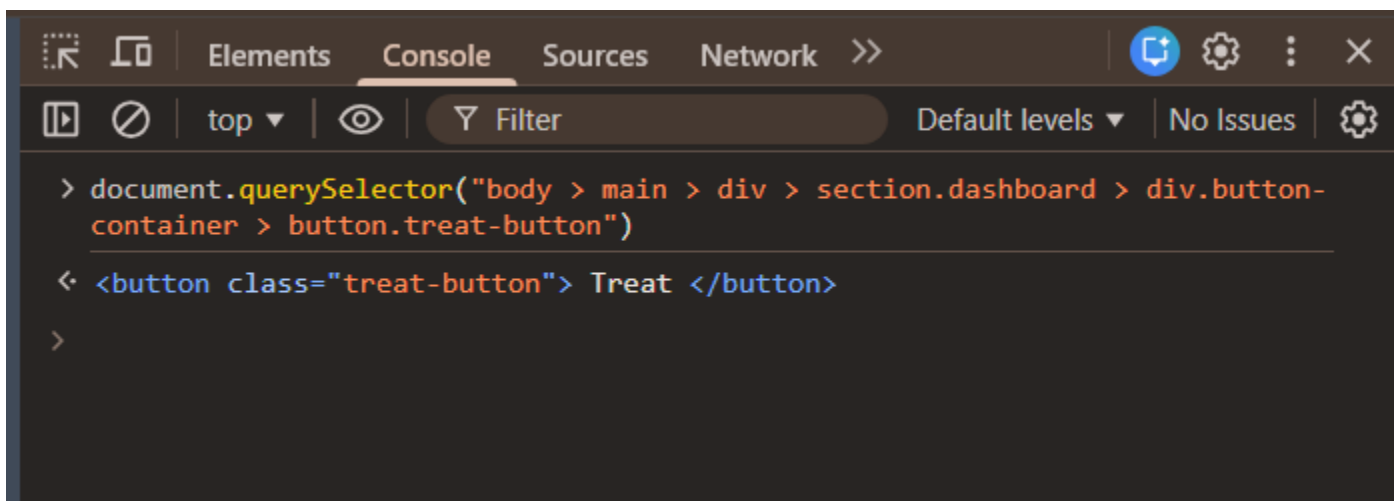 Elements Console Sources Network
top Filter Default levels No Issues
> document.querySelector("body > main > div > section.dashboard > div.button-
container > button.treat-button")
<button class="treat-button"> Treat </button>
>